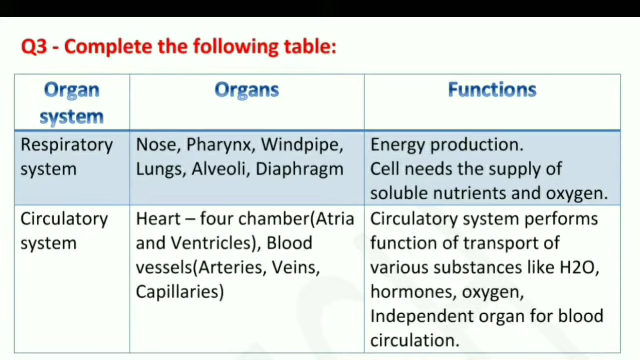 Q3 - Complete the following table:
Organ system
Organs
Functions
Respiratory system
Nose, Pharynx, Windpipe,
Lungs, Alveoli, Diaphragm
Energy production.
Cell needs the supply of
soluble nutrients and oxygen.
Circulatory system
Heart – four chamber(Atria
and Ventricles), Blood
vessels(Arteries, Veins,
Capillaries)
Circulatory system performs
function of transport of
various substances like H2O,
hormones, oxygen,
Independent organ for blood
circulation.